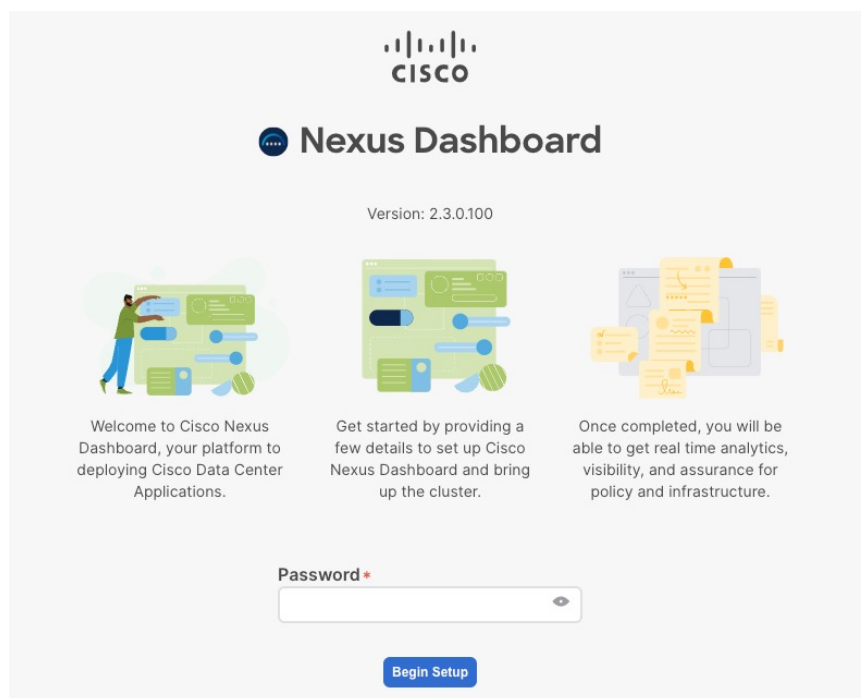 CISCO
Nexus Dashboard
Version: 2.3.0.100
Welcome to Cisco Nexus
Dashboard, your platform to
deploying Cisco Data Center
Applications.
Get started by providing a
few details to set up Cisco
Nexus Dashboard and bring
up the cluster.
Once completed, you will be
able to get real time analytics,
visibility, and assurance for
policy and infrastructure.
Password*
Begin Setup